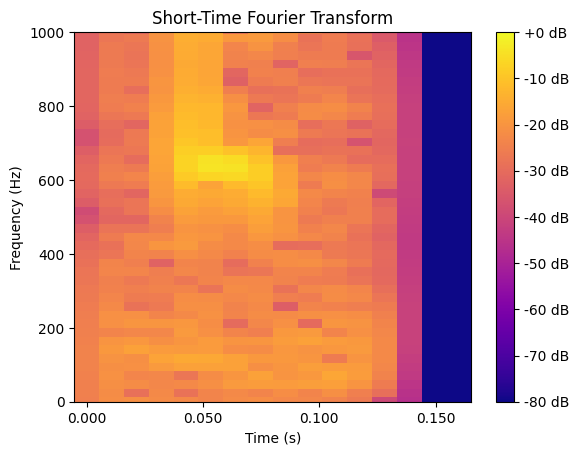 Short-Time Fourier Transform
1000
800
600
400
200
0
Frequency (Hz)
0.000
0.050
0.100
0.150
Time (s)
+0 dB
-10 dB
-20 dB
-30 dB
-40 dB
-50 dB
-60 dB
-70 dB
-80 dB